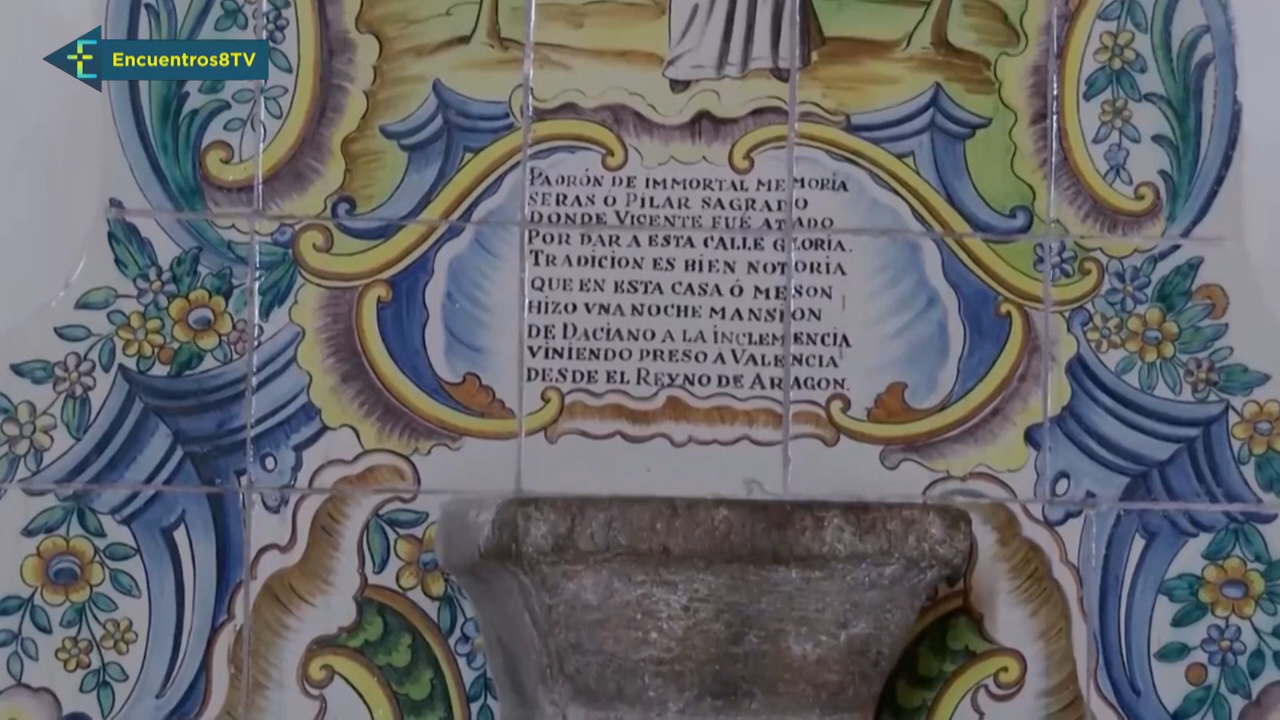 Encuentros8TV
PADRÓN DE IMMORTAL MEMORIA
SERAS Ó PILAR SAGRADO
DONDE VICENTE FUÉ ATADO
POR DAR A ESTA CALLE GLORIA.
TRADICION ES BIEN NOTORIA
QUE EN ESTA CASA Ó MESON
HIZO VNA NOCHE MANSION
DE DACIANO A LA INCLEMENCIA
VINIENDO PRESO Á VALENCIA
DESDE EL REYNO DE ARAGON.